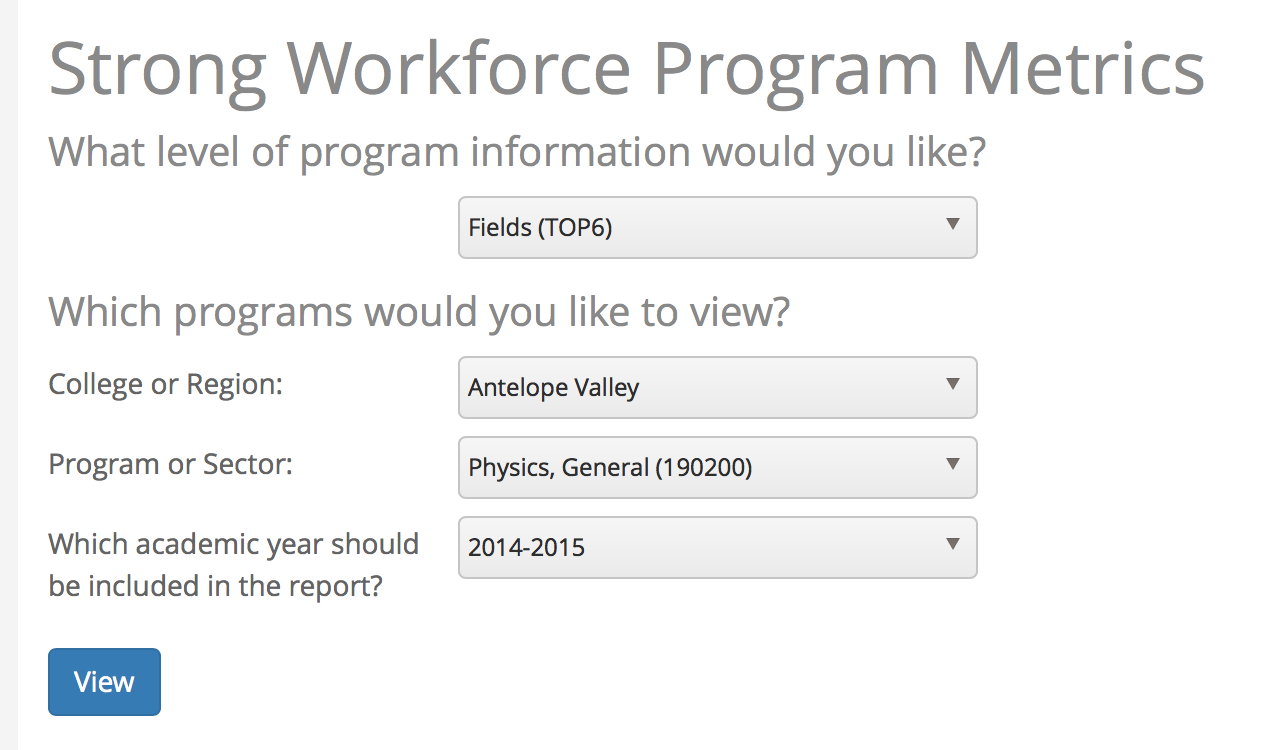 Strong Workforce Program Metrics
What level of program information would you like?
Fields (TOP6)
Which programs would you like to view?
College or Region:
Antelope Valley
Program or Sector:
Physics, General (190200)
Which academic year should
be included in the report?
2014-2015
View